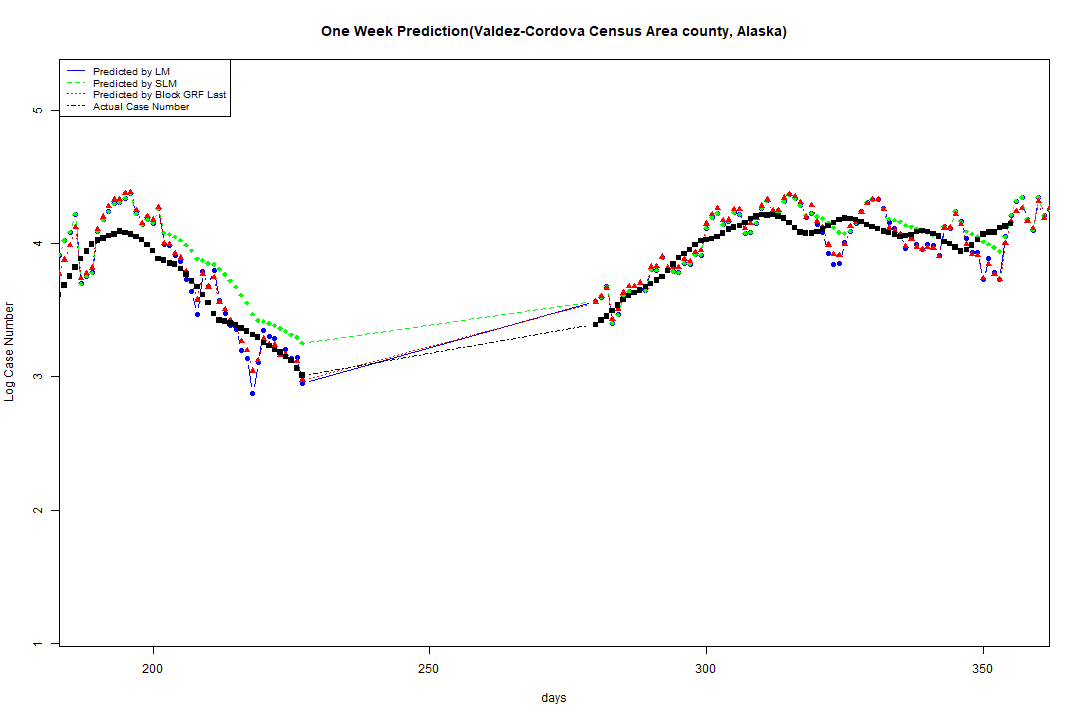 One Week Prediction(Valdez-Cordova Census Area county, Alaska)
Predicted by LM
Predicted by SLM
Predicted by Block GRF Last
Actual Case Number
5
4
3
2
1
Log Case Number
200 250 300 350
days